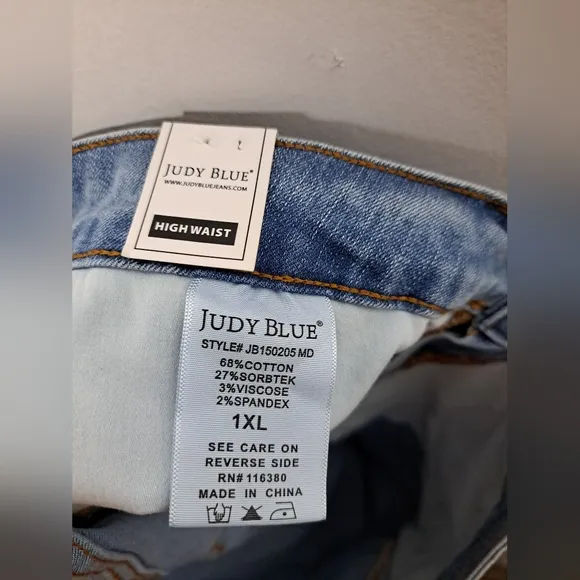 JUDY BLUE®
WWW.JUDYBLUEJEANS.COM
HIGH WAIST
JUDY BLUE®
STYLE# JB150205 MD
68%COTTON
27%SORBTEK
3%VISCOSE
2%SPANDEX
1XL
SEE CARE ON
REVERSE SIDE
RN# 116380
MADE IN CHINA